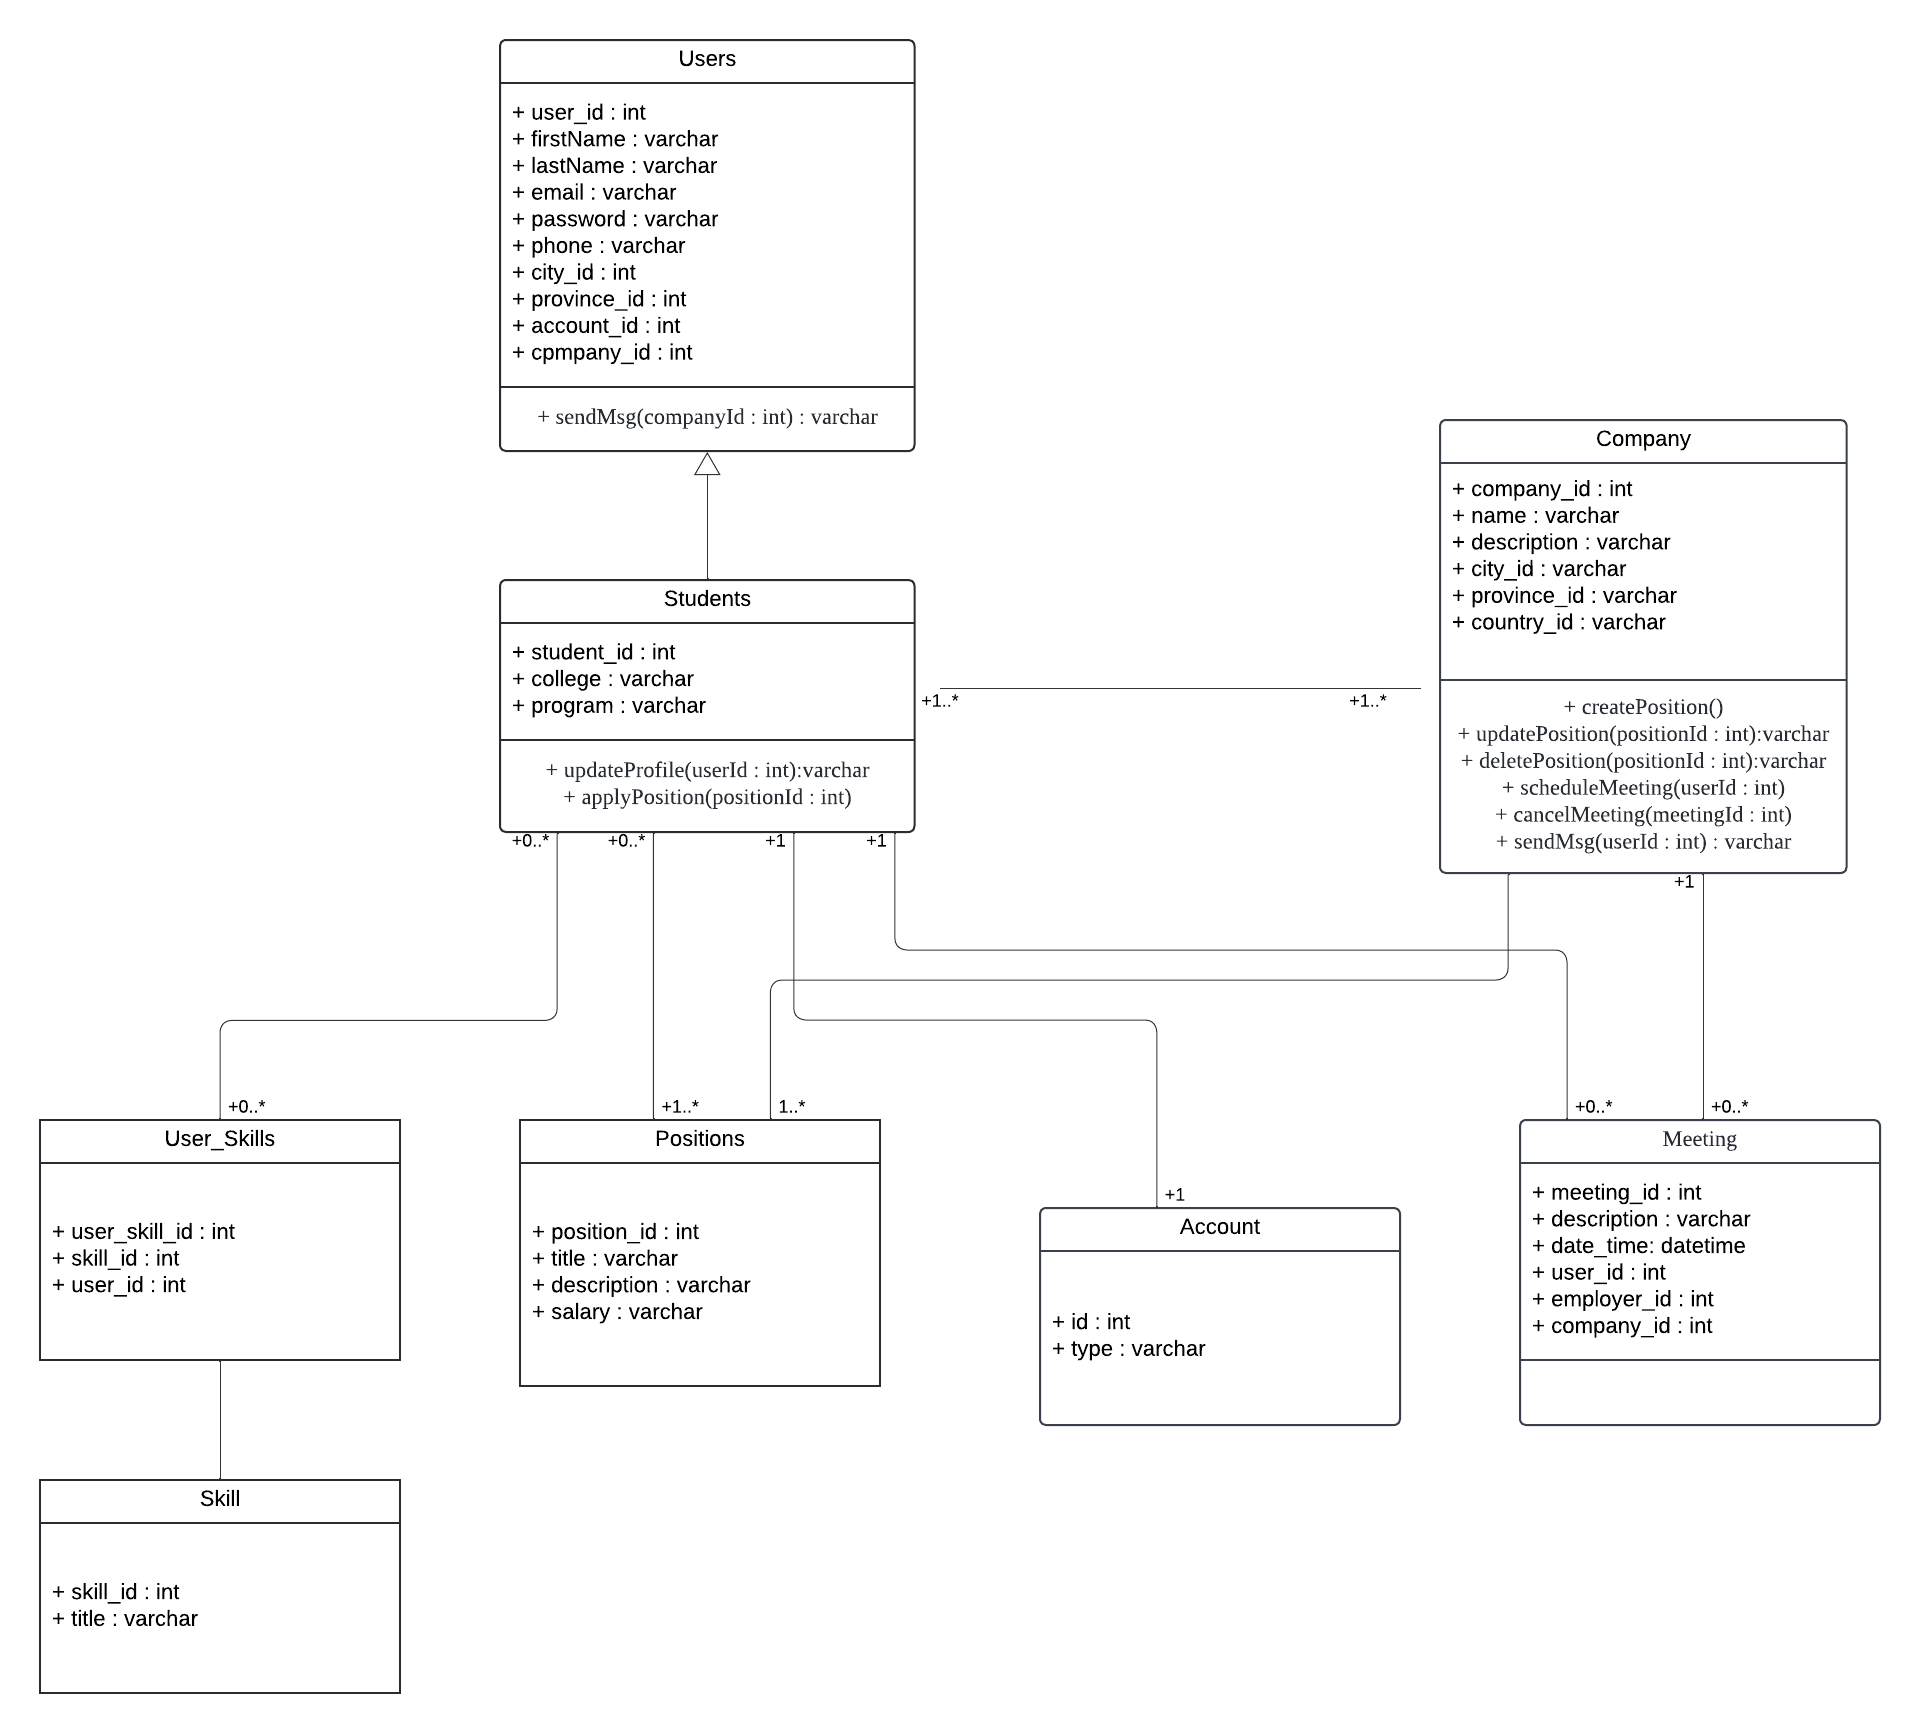 Users
+ user_id : int
+ firstName : varchar
+ lastName : varchar
+ email : varchar
+ password : varchar
+ phone : varchar
+ city_id : int
+ province_id : int
+ account_id : int
+ cpmpany_id : int
+ sendMsg(companyId : int) : varchar
Company
+ company_id : int
+ name : varchar
+ description : varchar
+ city_id : varchar
+ province_id : varchar
+ country_id : varchar
+ createPosition()
+ updatePosition(positionId : int):varchar
+ deletePosition(positionId : int):varchar
+ scheduleMeeting(userId : int)
+ cancelMeeting(meetingId : int)
+ sendMsg(userId : int) : varchar
Students
+ student_id : int
+ college : varchar
+ program : varchar
+ updateProfile(userId : int):varchar
+ applyPosition(positionId : int)
+1..*
+1..*
+0..*
+0..*
+1
+1
+1
+0..*
+1..*
1..*
+1
+0..*
+0..*
User_Skills
+ user_skill_id : int
+ skill_id : int
+ user_id : int
Positions
+ position_id : int
+ title : varchar
+ description : varchar
+ salary : varchar
Account
+ id : int
+ type : varchar
Meeting
+ meeting_id : int
+ description : varchar
+ date_time: datetime
+ user_id : int
+ employer_id : int
+ company_id : int
Skill
+ skill_id : int
+ title : varchar